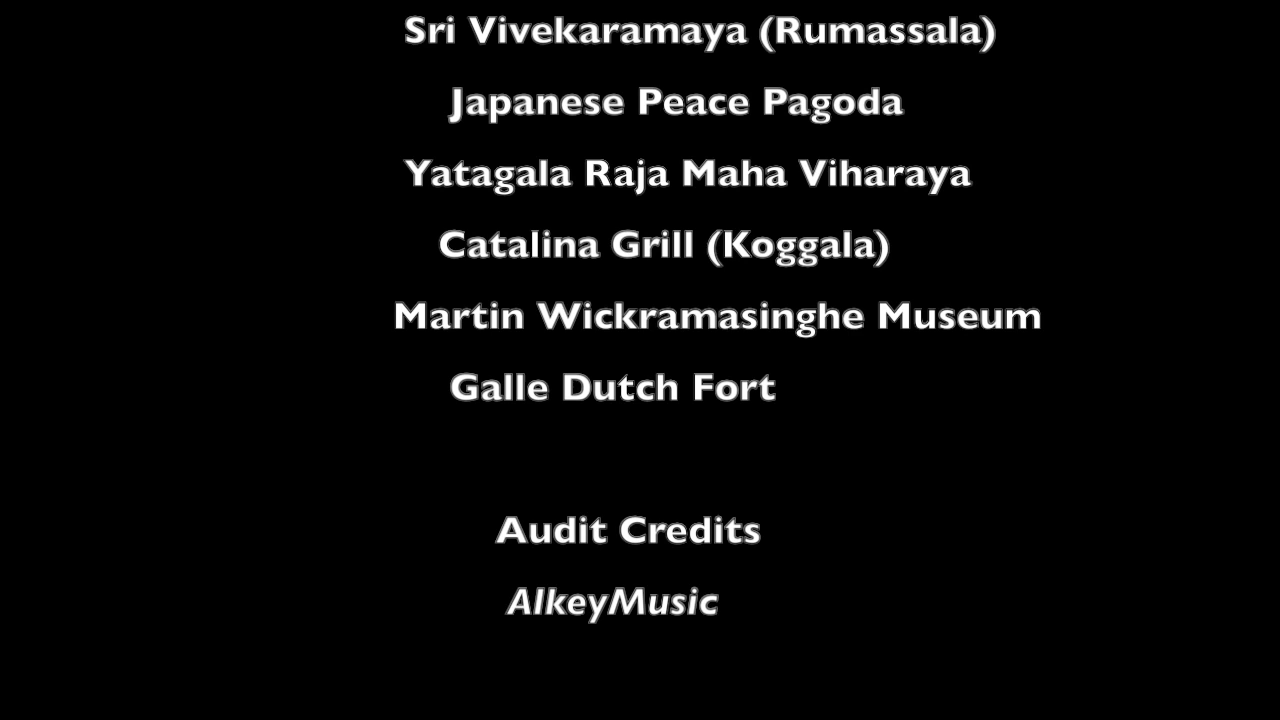 Sri Vivekaramaya (Rumassala)
Japanese Peace Pagoda
Yatagala Raja Maha Viharaya
Catalina Grill (Koggala)
Martin Wickramasinghe Museum
Galle Dutch Fort
Audit Credits
AlkeyMusic